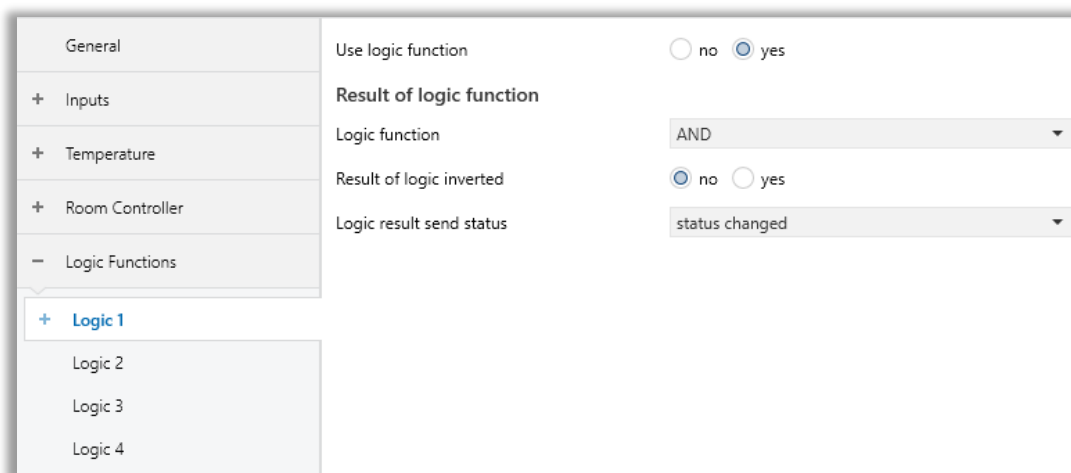 General
+ Inputs
+ Temperature
+ Room Controller
− Logic Functions
+ Logic 1
Logic 2
Logic 3
Logic 4
Use logic function no yes
Result of logic function
Logic function AND
Result of logic inverted no yes
Logic result send status status changed